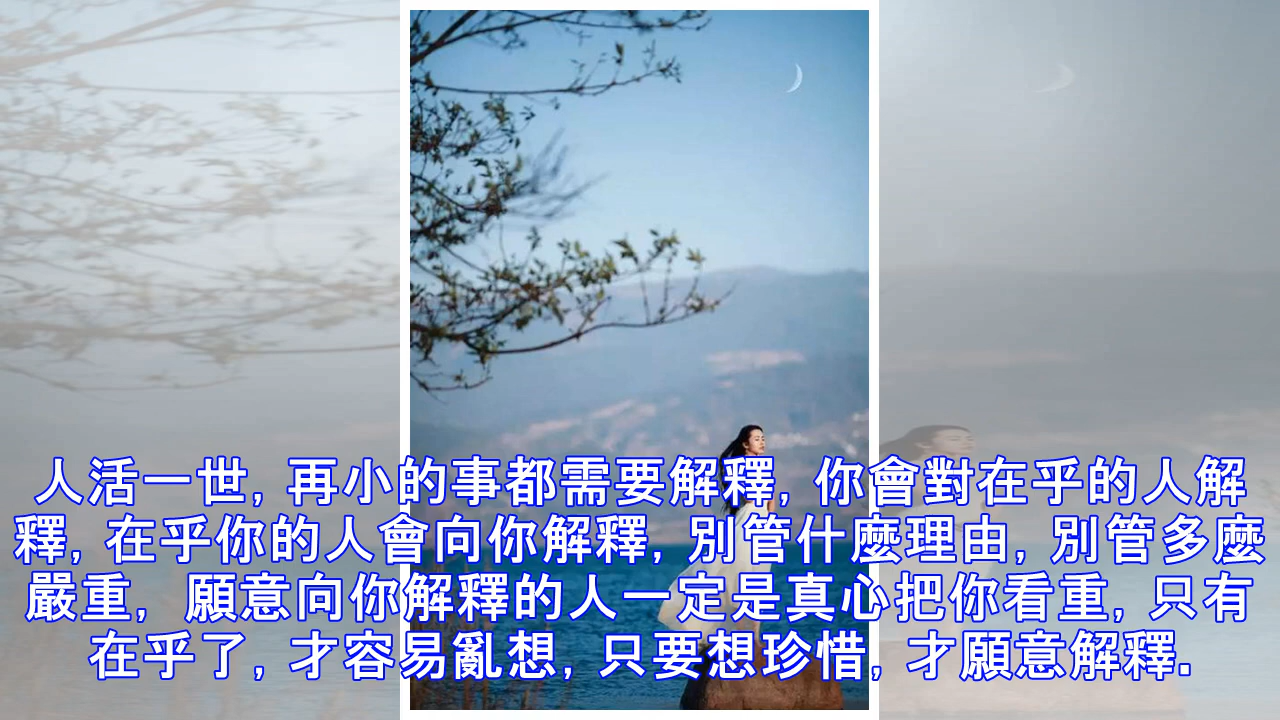 人活一世, 再小的事都需要解釋, 你會對在乎的人解
釋, 在乎你的人會向你解釋, 別管什麼理由, 別管多麼
嚴重, 願意向你解釋的人一定是真心把你看重, 只有
在乎了, 才容易亂想, 只要想珍惜, 才願意解釋.